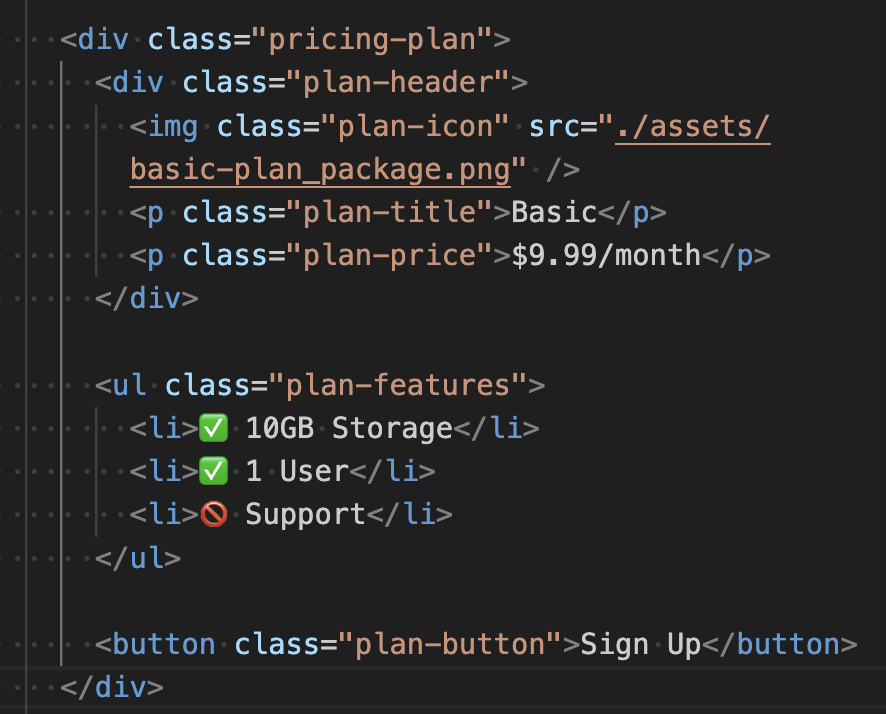 <div class="pricing-plan">
<div class="plan-header">
<img class="plan-icon" src="./assets/
basic-plan_package.png" />
<p class="plan-title">Basic</p>
<p class="plan-price">$9.99/month</p>
</div>
<ul class="plan-features">
<li>✅ 10GB Storage</li>
<li>✅ 1 User</li>
<li>🚫 Support</li>
</ul>
<button class="plan-button">Sign Up</button>
</div>